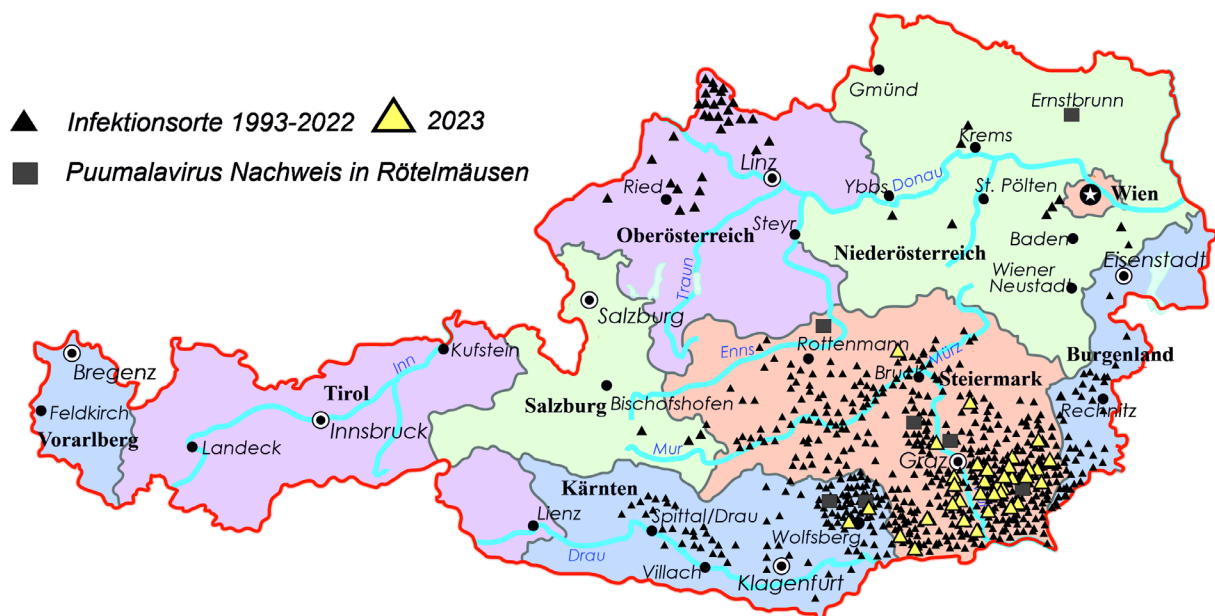 Infektionsorte 1993-2022
2023
Puumalavirus Nachweis in Rötelmäusen
Gmünd
Ernstbrunn
Krems
Linz
Ried
Ybbs
Donau
St. Pölten
Wien
Steyr
Oberösterreich
Niederösterreich
Baden
Eisenstadt
Wiener
Neustadt
Traun
Salzburg
Enns
Rottenmann
Mürz
Bruck
Steiermark
Burgenland
Kufstein
Inn
Bregenz
Tirol
Feldkirch
Vorarlberg
Innsbruck
Landeck
Salzburg
Bischofshofen
Rechnitz
Mur
Graz
Kärnten
Lienz
Spittal/Drau
Wolfsberg
Drau
Villach
Klagenfurt